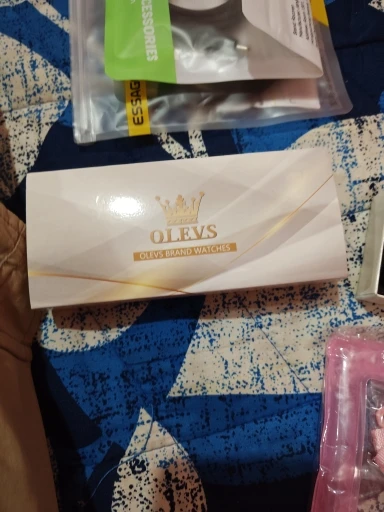 ESSORIES
ESSAG
OLEVS
OLEVS BRAND WATCHES